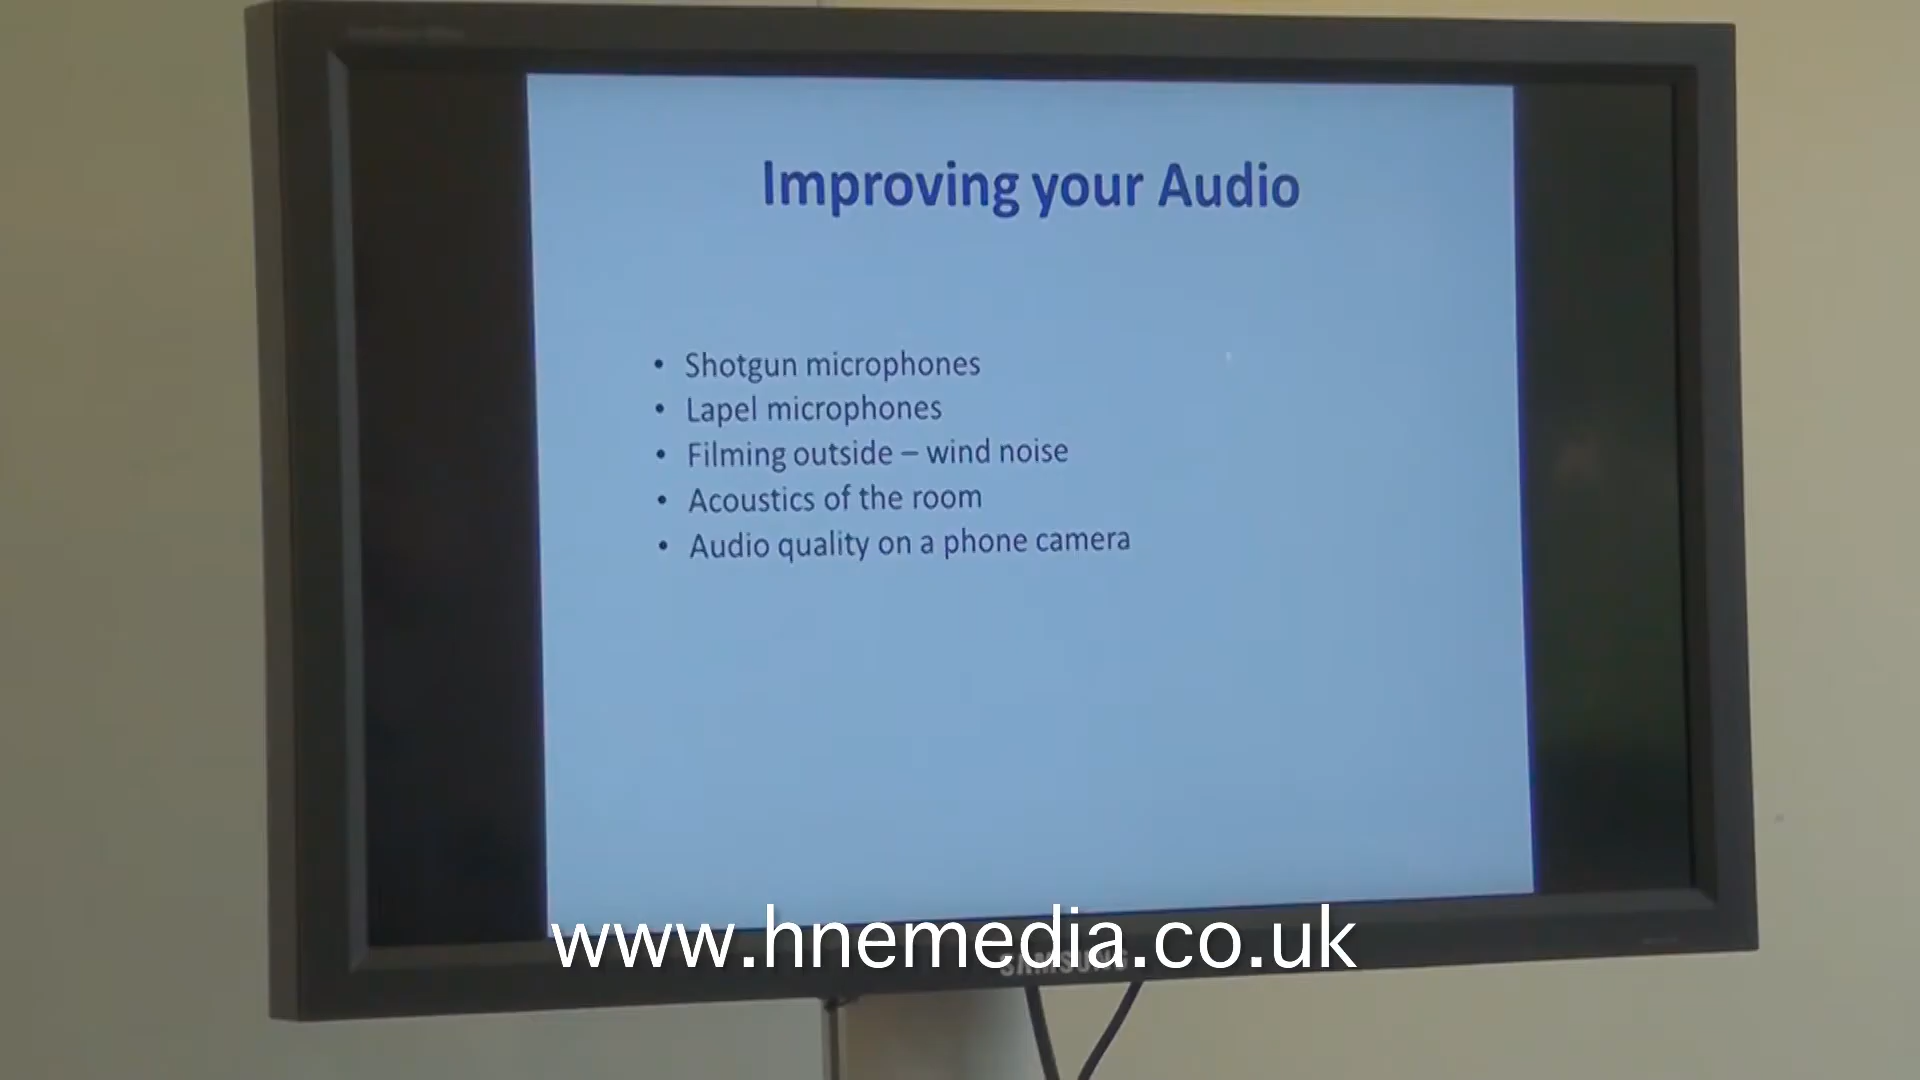 Improving your Audio
• Shotgun microphones
• Lapel microphones
• Filming outside – wind noise
• Acoustics of the room
• Audio quality on a phone camera
www.hnemedia.co.uk
SAMSUNG